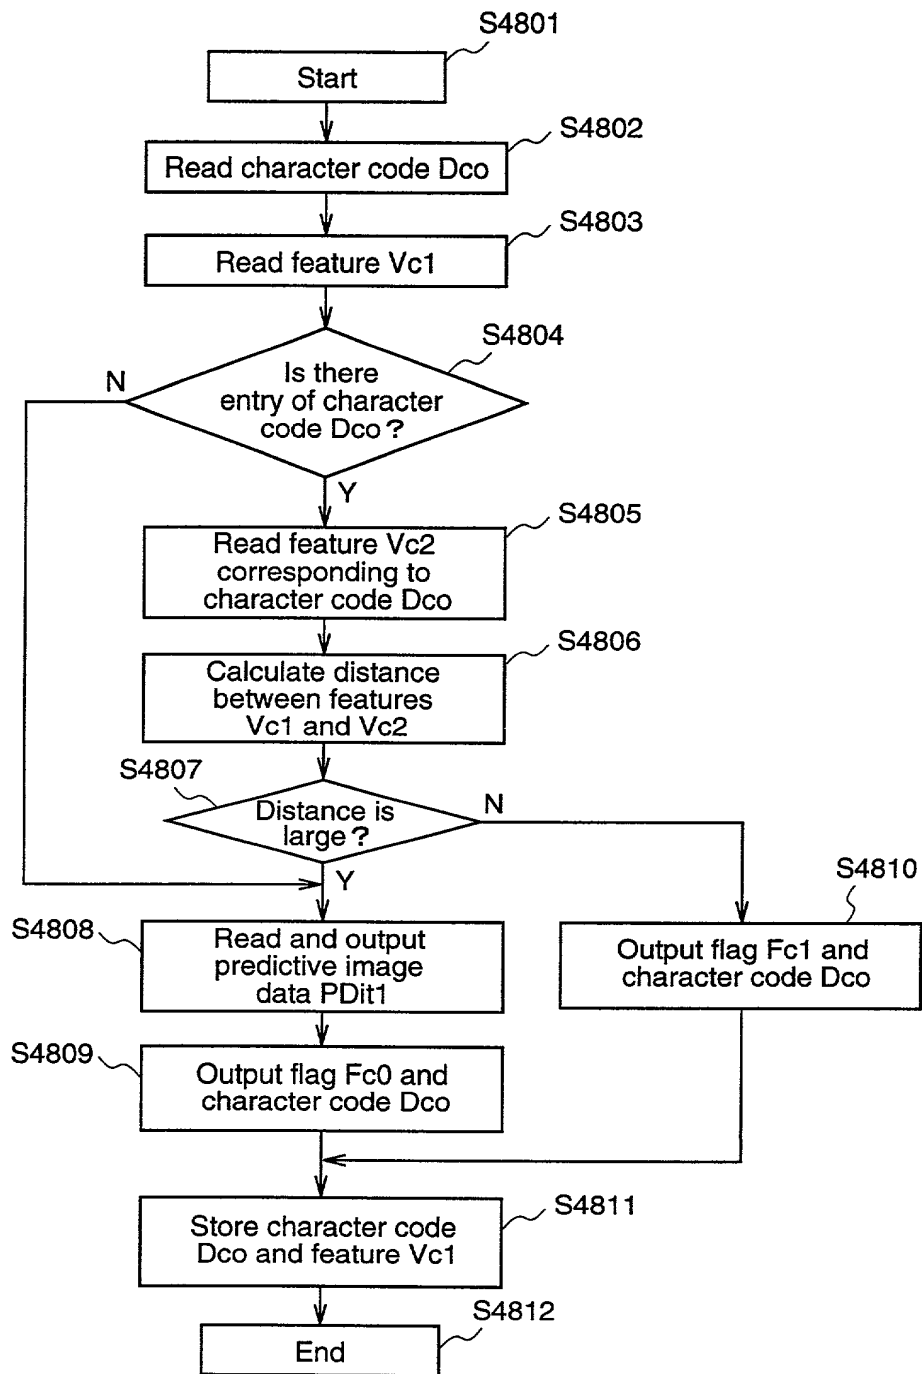 S4801
Start
S4802
Read character code Dco
S4803
Read feature Vc1
S4804
N
Is there
entry of character
code Dco?
Y
S4805
Read feature Vc2
corresponding to
character code Dco
S4806
Calculate distance
between features
Vc1 and Vc2
S4807
Distance is
large?
N
Y
S4810
S4808
Read and output
predictive image
data PDit1
Output flag Fc1 and
character code Dco
S4809
Output flag Fc0 and
character code Dco
S4811
Store character code
Dco and feature Vc1
S4812
End